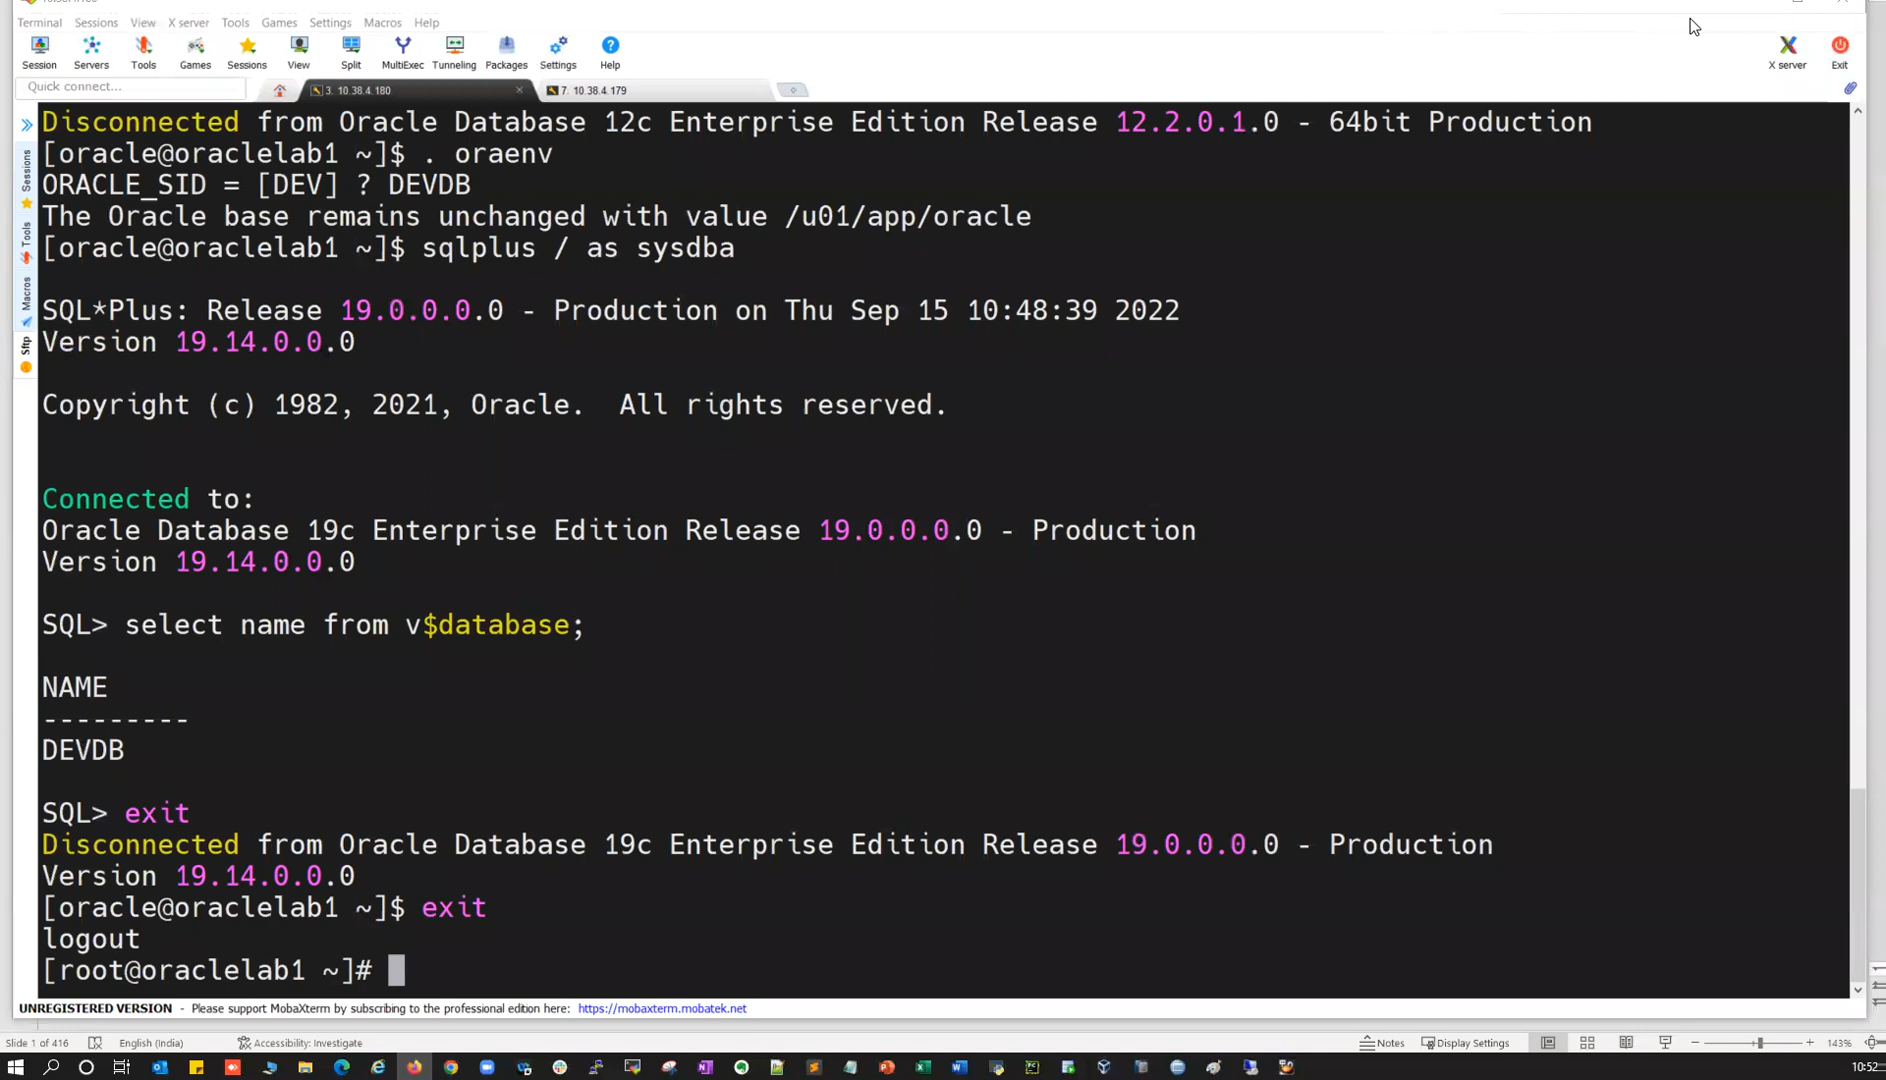 Terminal Sessions View X server Tools Games Settings Macros Help
Session Servers Tools Games Sessions View Split MultiExec Tunneling Packages Settings Help X server Exit
Quick connect...
3. 10.38.4.180
7. 10.38.4.179
Sessions
Tools
Macros
Sftp
Disconnected from Oracle Database 12c Enterprise Edition Release 12.2.0.1.0 - 64bit Production
[oracle@oraclelab1 ~]$ . oraenv
ORACLE_SID = [DEV] ? DEVDB
The Oracle base remains unchanged with value /u01/app/oracle
[oracle@oraclelab1 ~]$ sqlplus / as sysdba
SQL*Plus: Release 19.0.0.0.0 - Production on Thu Sep 15 10:48:39 2022
Version 19.14.0.0.0
Copyright (c) 1982, 2021, Oracle.  All rights reserved.
Connected to:
Oracle Database 19c Enterprise Edition Release 19.0.0.0.0 - Production
Version 19.14.0.0.0
SQL> select name from v$database;
NAME
---------
DEVDB
SQL> exit
Disconnected from Oracle Database 19c Enterprise Edition Release 19.0.0.0.0 - Production
Version 19.14.0.0.0
[oracle@oraclelab1 ~]$ exit
logout
[root@oraclelab1 ~]#
UNREGISTERED VERSION - Please support MobaXterm by subscribing to the professional edition here: https://mobaxterm.mobatek.net
Slide 1 of 416 English (India) Accessibility: Investigate Notes Display Settings 143%
10:52